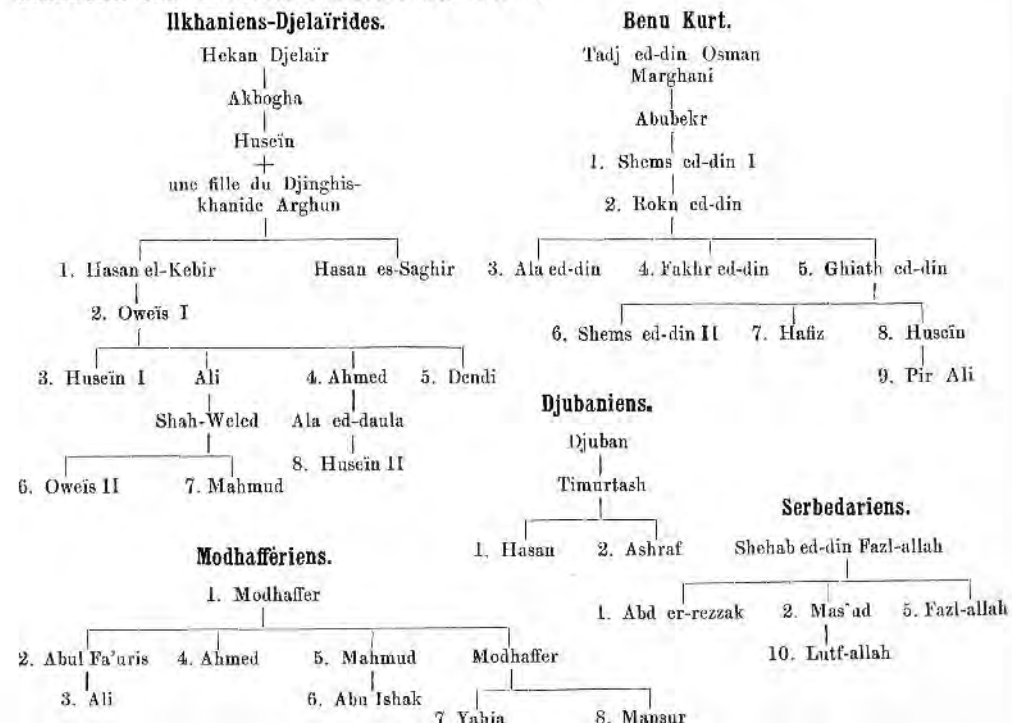 Ilkhaniens-Djelaïrides.
Hekan Djelaïr
Akbogha
Huseïn
+
une fille du Djinghis-
khanide Arghun
1. Hasan el-Kebir Hasan es-Saghir
2. Oweïs I
3. Huseïn I Ali 4. Ahmed 5. Dendi
Shah-Weled Ala ed-daula
8. Huseïn II
6. Oweïs II 7. Mahmud
Benu Kurt.
Tadj ed-din Osman
Marghani
Abubekr
1. Shems ed-din I
2. Rokn ed-din
3. Ala ed-din 4. Fakhr ed-din 5. Ghiath ed-din
6. Shems ed-din II 7. Hafiz 8. Huseïn
9. Pir Ali
Djubaniens.
Djuban
Timurtash
1. Hasan 2. Ashraf
Serbedariens.
Shehab ed-din Fazl-allah
1. Abd er-rezzak 2. Mas'ud 5. Fazl-allah
10. Lutf-allah
Modhaffériens.
1. Modhaffer
2. Abul Fa'uris 4. Ahmed 5. Mahmud Modhaffer
3. Ali 6. Abu Ishak
7. Yahia 8. Mansur